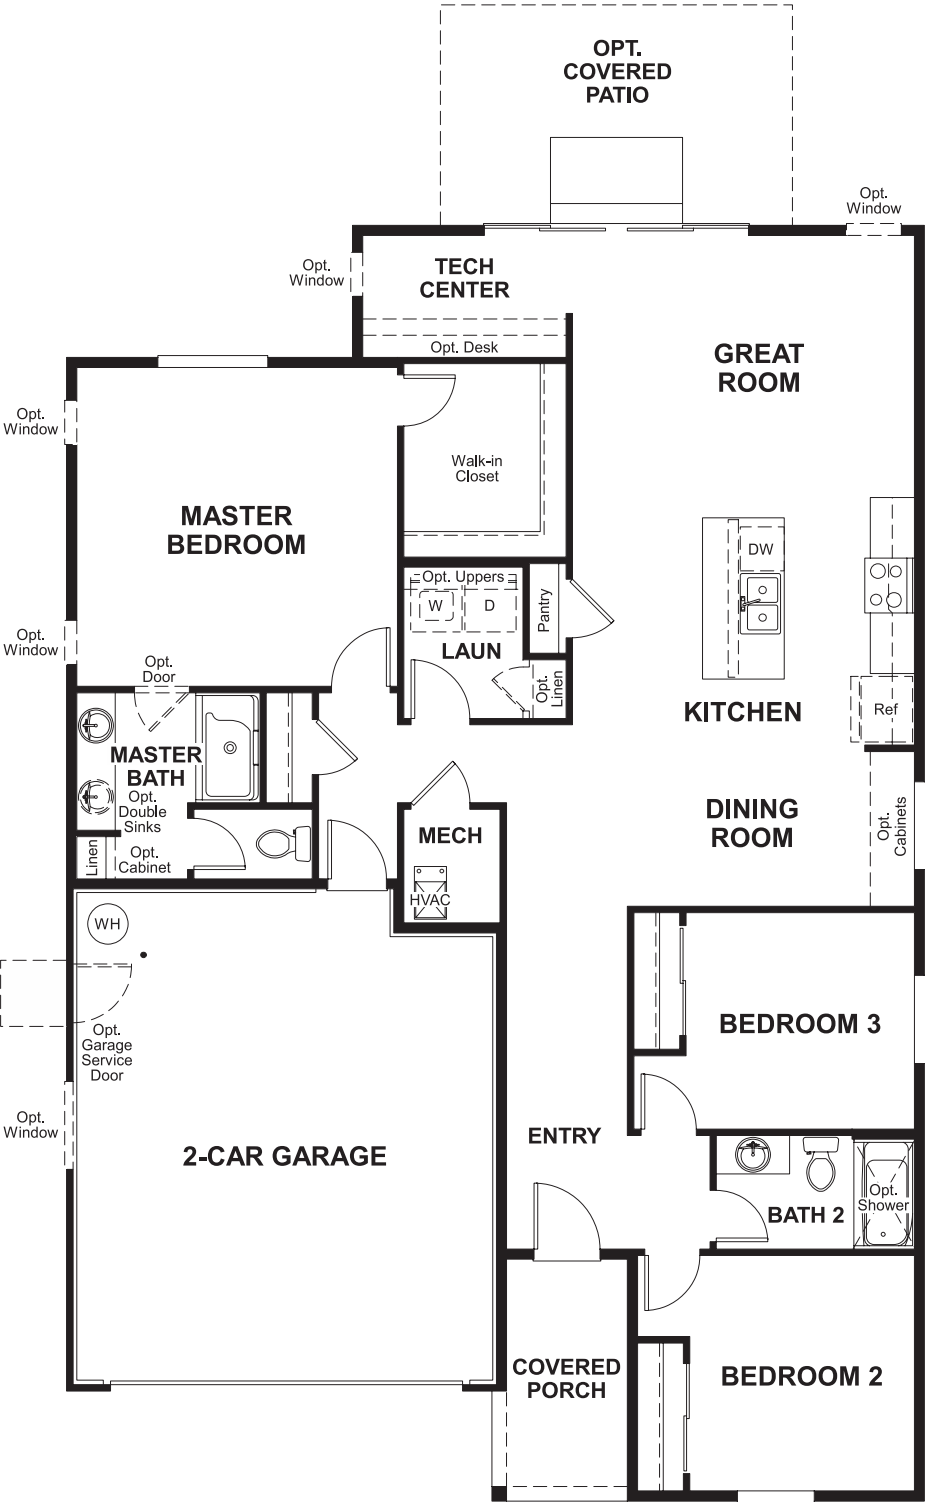 OPT.
COVERED
PATIO
Opt.
Window
Opt.
Window
TECH
CENTER
Opt. Desk
GREAT
ROOM
Opt.
Window
Walk-in
Closet
MASTER
BEDROOM
DW
Opt. Uppers
W
D
Pantry
LAUN
Opt.
Linen
Opt.
Window
Opt.
Door
KITCHEN
Ref
MASTER
BATH
Opt.
Double
Sinks
Linen
Opt.
Cabinet
MECH
HVAC
DINING
ROOM
Opt.
Cabinets
WH
Opt.
Garage
Service
Door
BEDROOM 3
Opt.
Window
2-CAR GARAGE
ENTRY
BATH 2
Opt.
Shower
COVERED
PORCH
BEDROOM 2